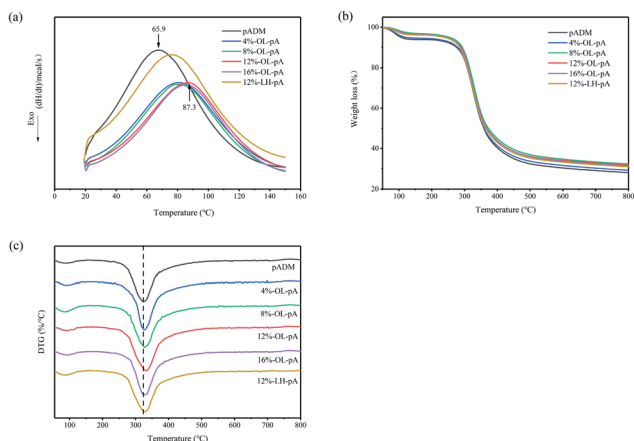 (a)
65.9
pADM
4%-OL-pA
8%-OL-pA
12%-OL-pA
16%-OL-pA
12%-LH-pA
87.3
Exo (dH/dt)/mcal/s)
0 20 40 60 80 100 120 140 160
Temperature (°C)
(b)
100
80
60
40
20
Weight loss (%)
pADM
4%-OL-pA
8%-OL-pA
12%-OL-pA
16%-OL-pA
12%-LH-pA
100 200 300 400 500 600 700 800
Temperature (°C)
(c)
pADM
4%-OL-pA
8%-OL-pA
12%-OL-pA
16%-OL-pA
12%-LH-pA
DTG (%/°C)
100 200 300 400 500 600 700 800
Temperature (°C)